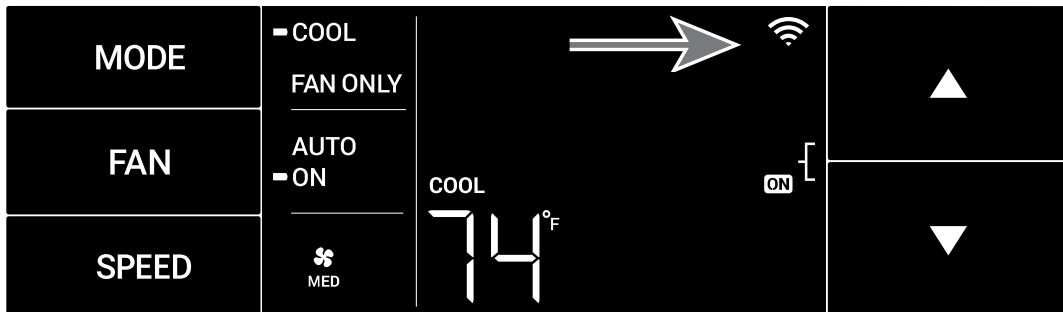 MODE
FAN
SPEED
COOL
FAN ONLY
AUTO
ON
MED
COOL
74°F
ON